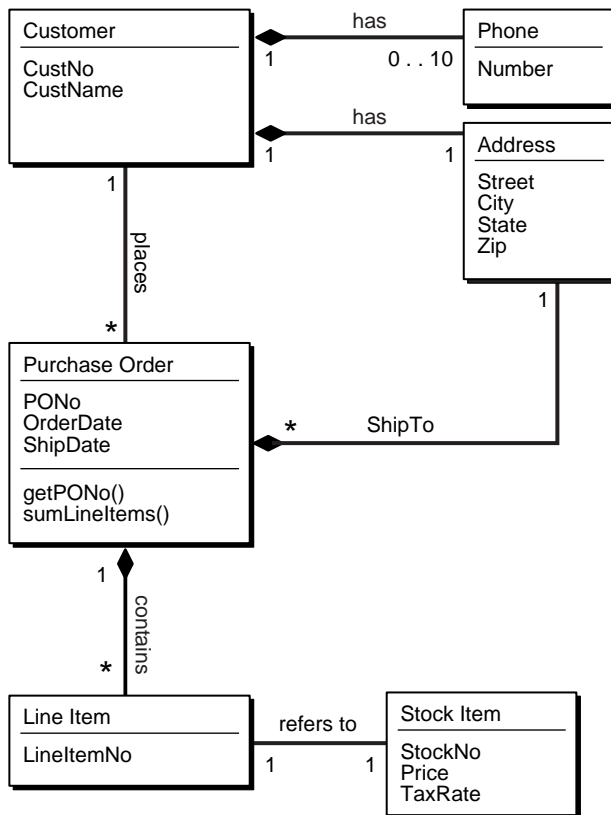 Customer
CustNo
CustName
has
1
0 . . 10
Phone
Number
has
1
1
Address
Street
City
State
Zip
1
places
*
1
Purchase Order
PONo
OrderDate
ShipDate
getPONo()
sumLineItems()
*
ShipTo
1
contains
*
Line Item
LineItemNo
refers to
1
1
Stock Item
StockNo
Price
TaxRate